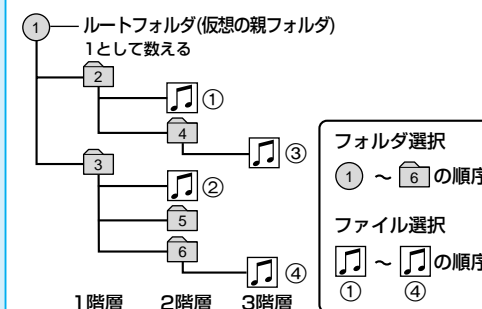 1 ルートフォルダ(仮想の親フォルダ)
1として数える
2
①
4
③
3
②
5
6
④
1階層 2階層 3階層
フォルダ選択
1 ～ 6 の順序
ファイル選択
～ の順序
① ④